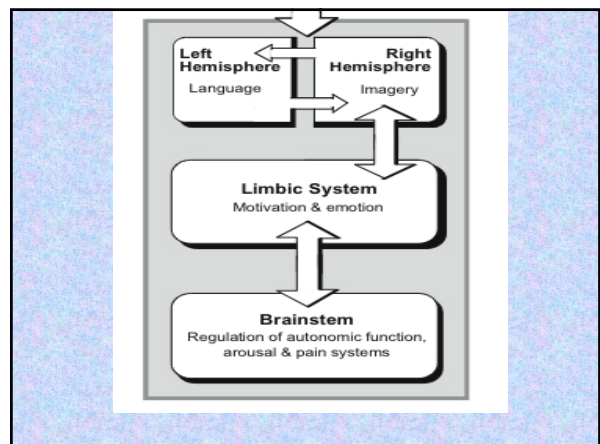 Left
Hemisphere
Language
Right
Hemisphere
Imagery
Limbic System
Motivation & emotion
Brainstem
Regulation of autonomic function,
arousal & pain systems